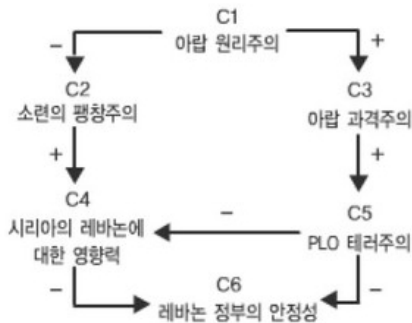 C1
아랍 원리주의
−
+
C2
소련의 팽창주의
C3
아랍 과격주의
+
+
C4
시리아의 레바논에
대한 영향력
−
C5
PLO 테러주의
−
C6
레바논 정부의 안정성
−